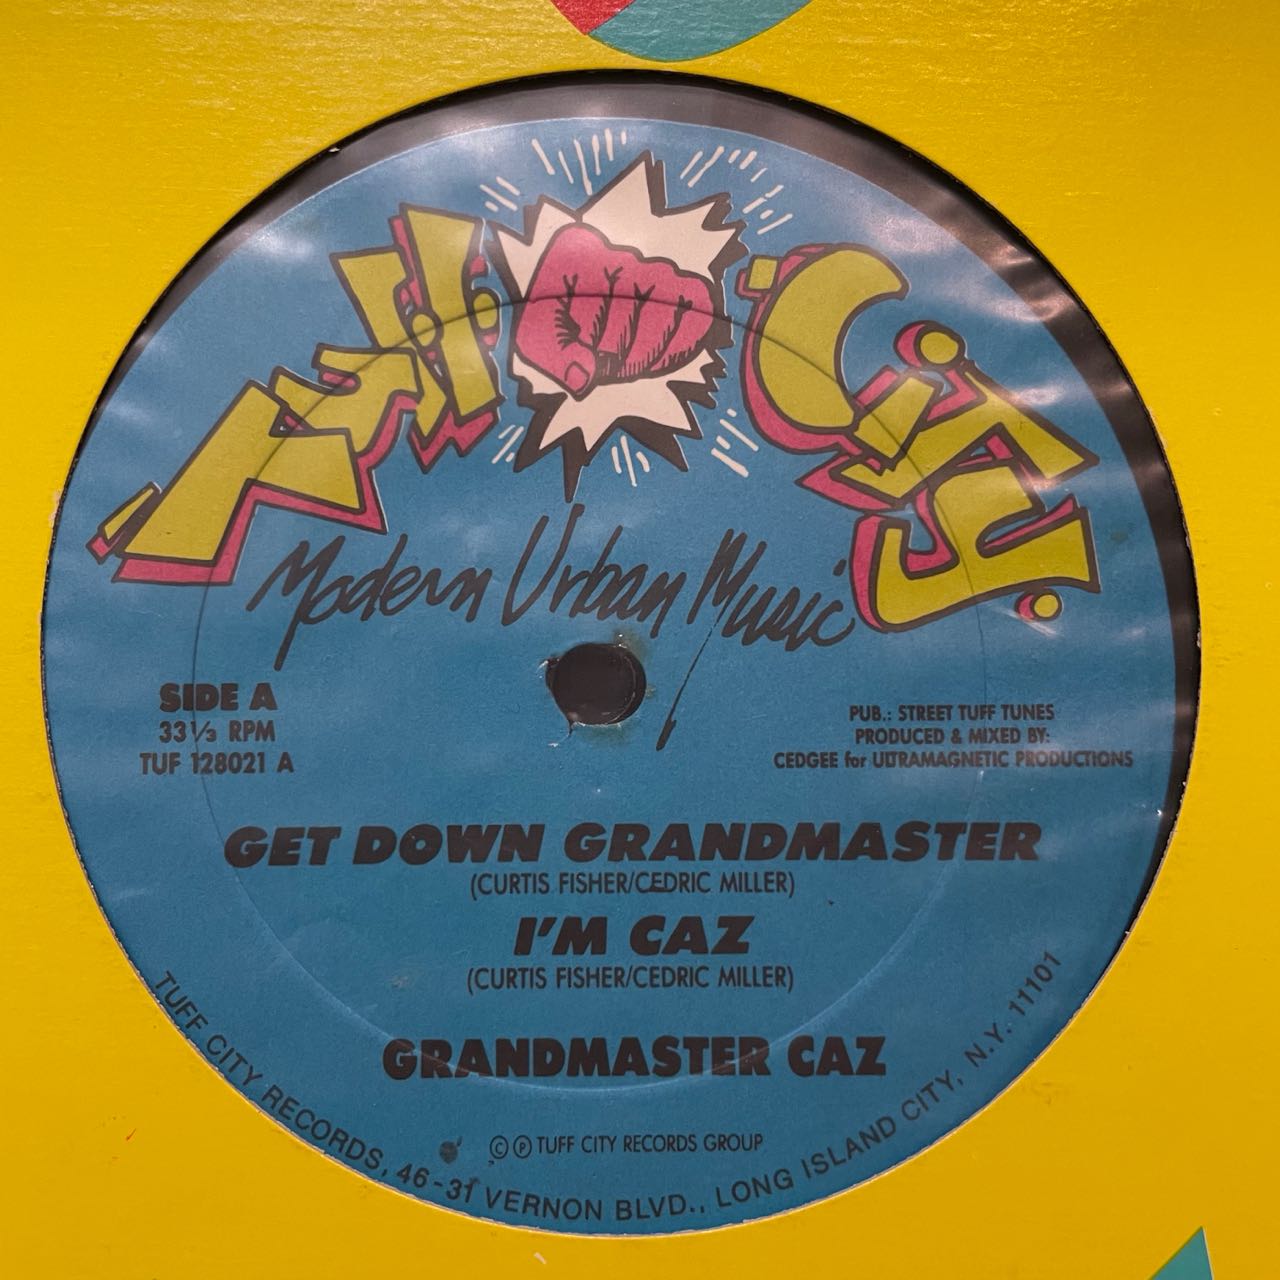 Tuff City
Modern Urban Music
SIDE A
33⅓ RPM
TUF 128021 A
PUB.: STREET TUFF TUNES
PRODUCED & MIXED BY:
CEDGEE for ULTRAMAGNETIC PRODUCTIONS
GET DOWN GRANDMASTER
(CURTIS FISHER/CEDRIC MILLER)
I'M CAZ
(CURTIS FISHER/CEDRIC MILLER)
GRANDMASTER CAZ
©℗ TUFF CITY RECORDS GROUP
TUFF CITY RECORDS, 46-31 VERNON BLVD., LONG ISLAND CITY, N.Y. 11101